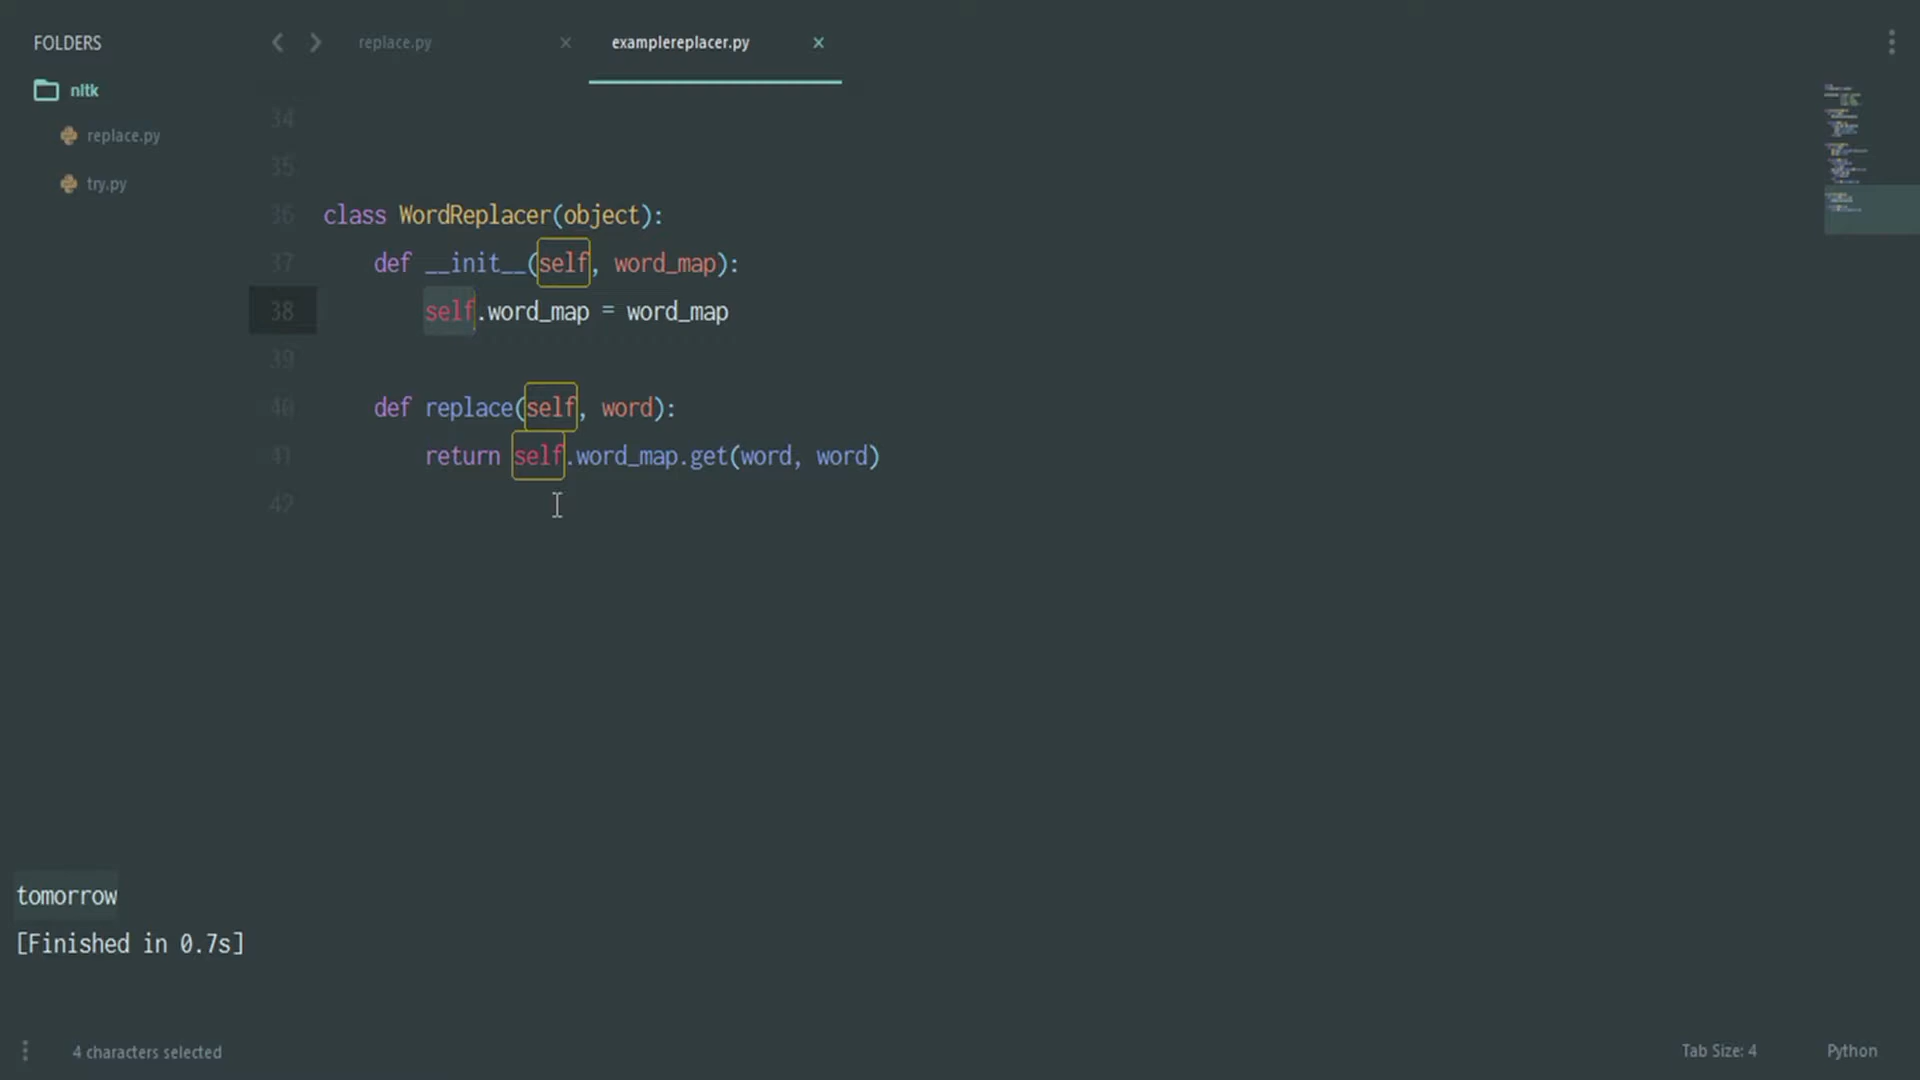 FOLDERS
nltk
replace.py
try.py
replace.py ×
examplereplacer.py ×
34
35
36 class WordReplacer(object):
37 def __init__(self, word_map):
38 self.word_map = word_map
39
40 def replace(self, word):
41 return self.word_map.get(word, word)
42
tomorrow
[Finished in 0.7s]
4 characters selected
Tab Size: 4
Python